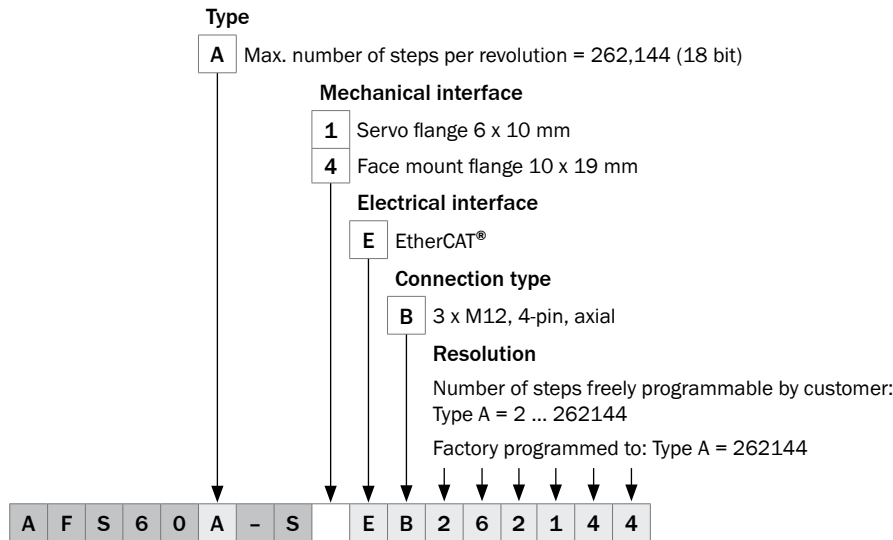 Type
A Max. number of steps per revolution = 262,144 (18 bit)
Mechanical interface
1 Servo flange 6 x 10 mm
4 Face mount flange 10 x 19 mm
Electrical interface
E EtherCAT®
Connection type
B 3 x M12, 4-pin, axial
Resolution
Number of steps freely programmable by customer:
Type A = 2 ... 262144
Factory programmed to: Type A = 262144
A F S 6 0 A – S E B 2 6 2 1 4 4